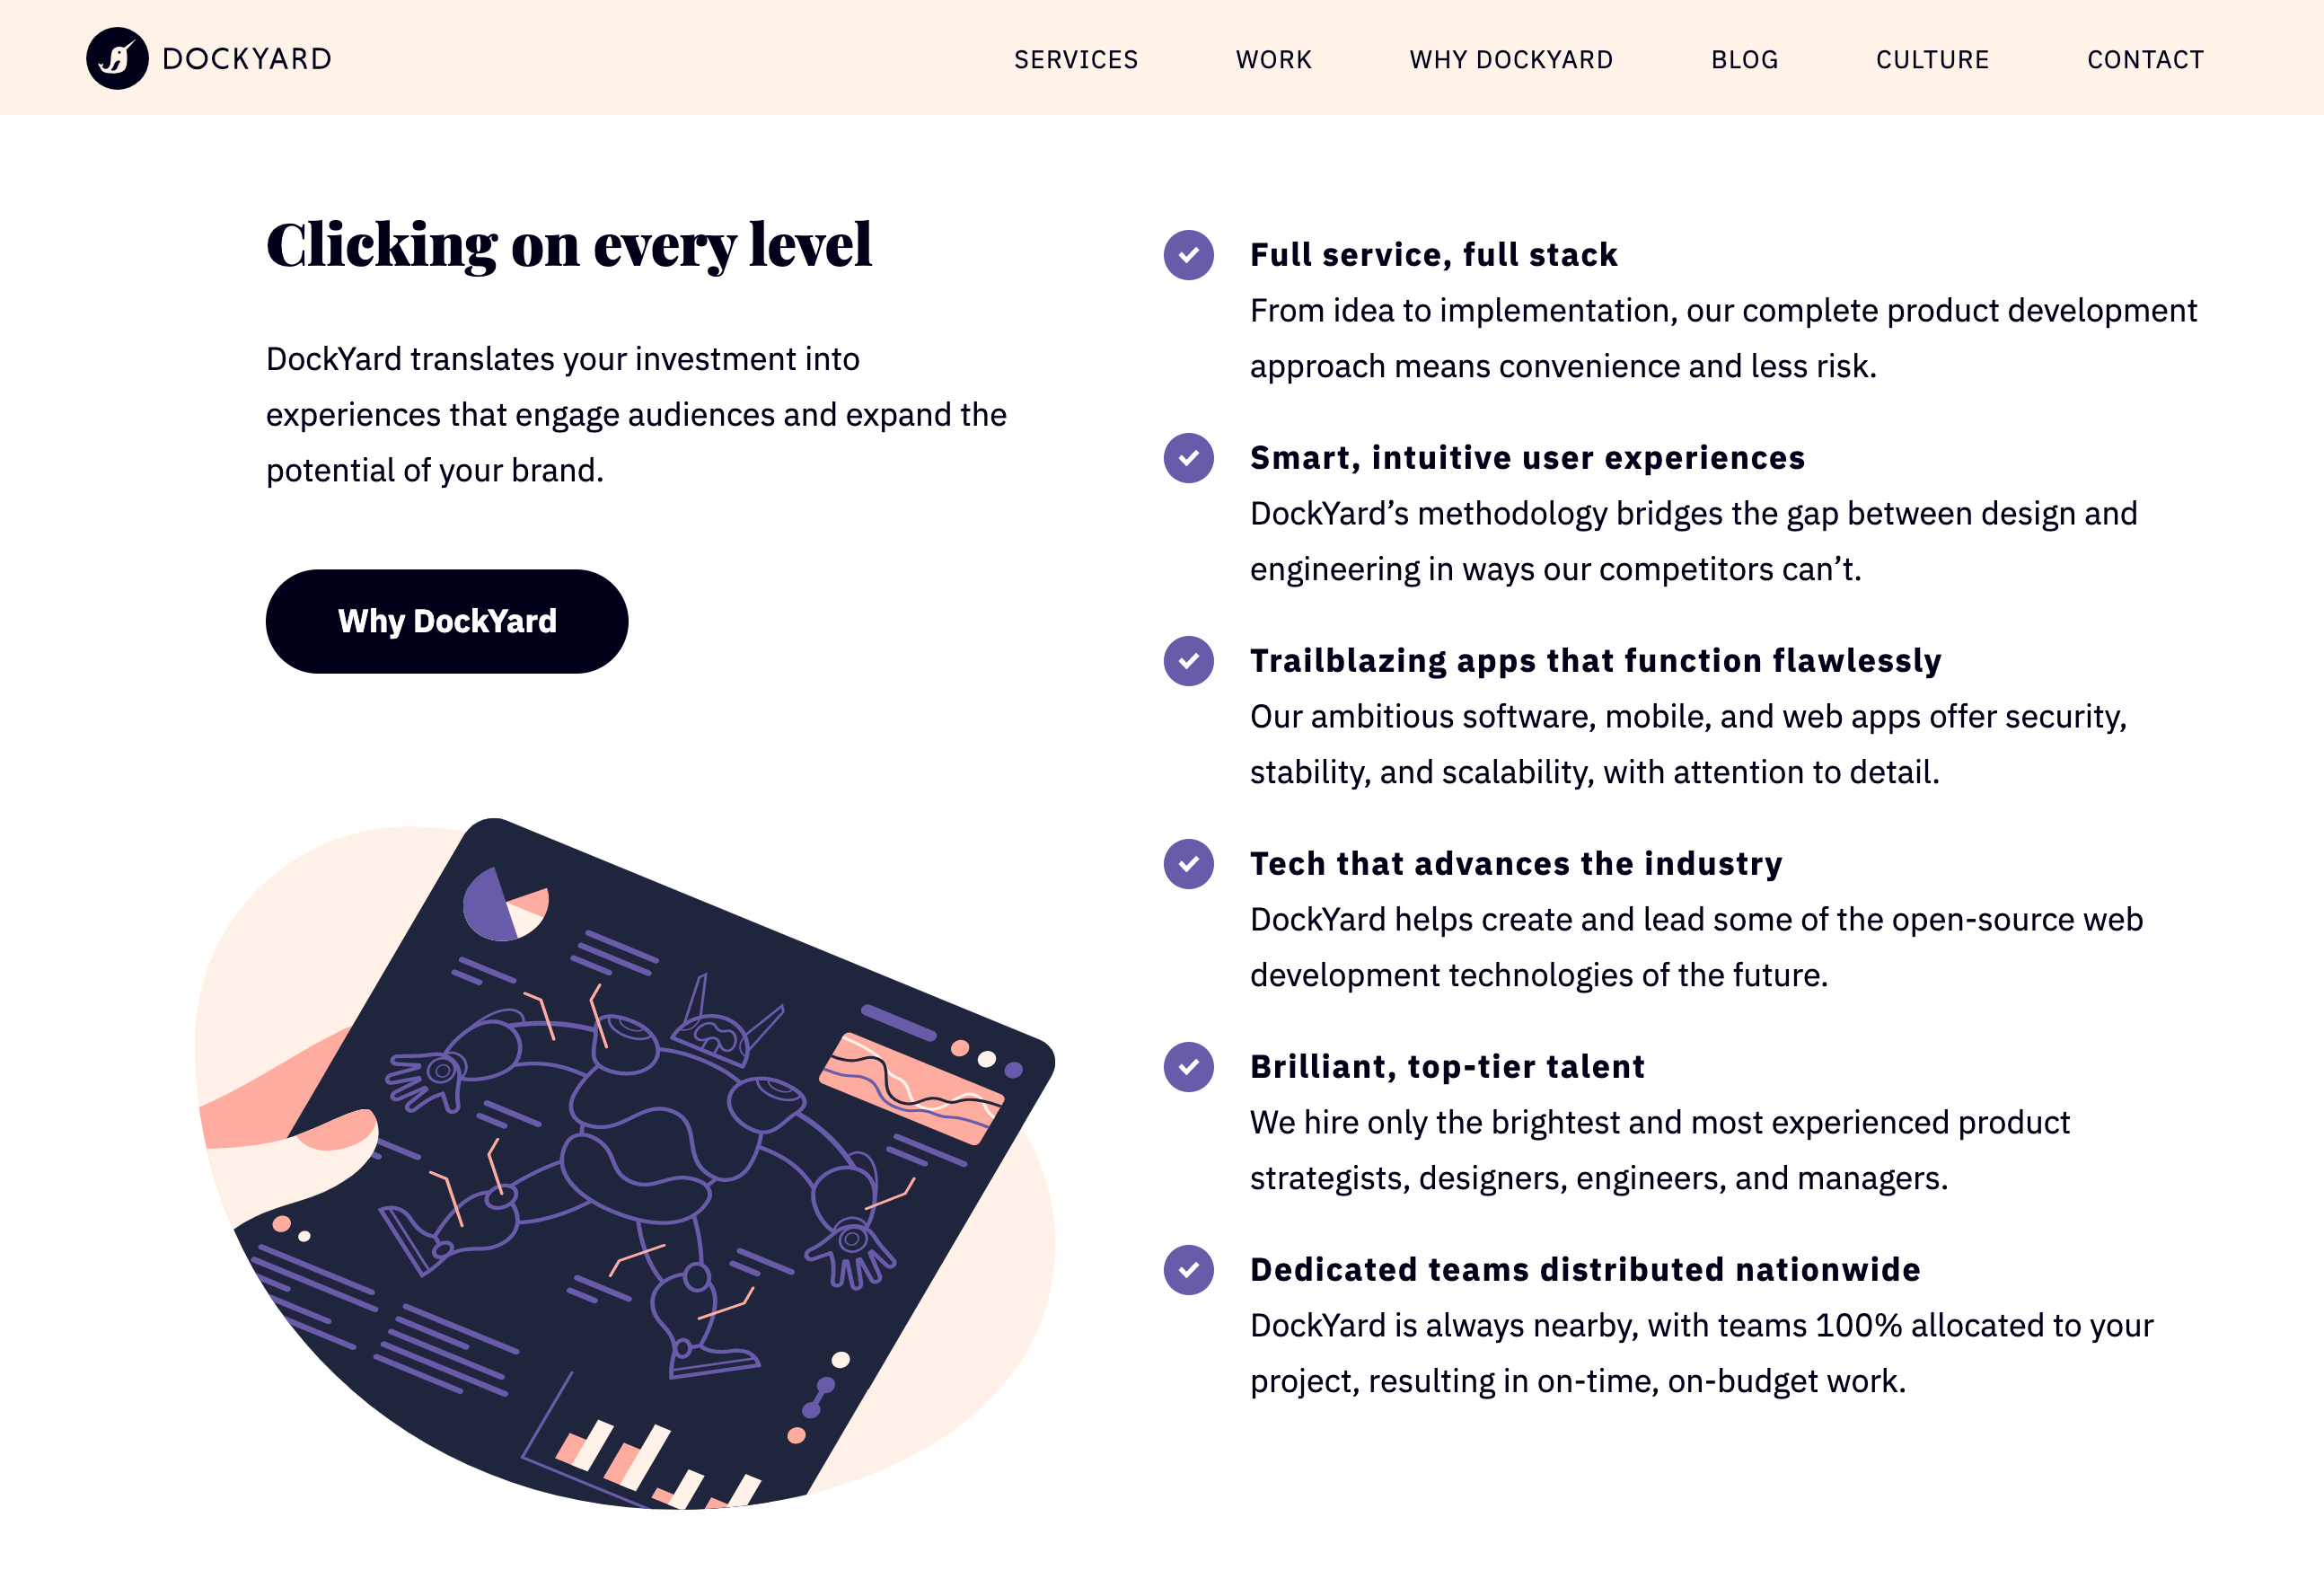 DOCKYARD
SERVICES
WORK
WHY DOCKYARD
BLOG
CULTURE
CONTACT
Clicking on every level
DockYard translates your investment into
experiences that engage audiences and expand the
potential of your brand.
Why DockYard
Full service, full stack
From idea to implementation, our complete product development
approach means convenience and less risk.
Smart, intuitive user experiences
DockYard’s methodology bridges the gap between design and
engineering in ways our competitors can’t.
Trailblazing apps that function flawlessly
Our ambitious software, mobile, and web apps offer security,
stability, and scalability, with attention to detail.
Tech that advances the industry
DockYard helps create and lead some of the open-source web
development technologies of the future.
Brilliant, top-tier talent
We hire only the brightest and most experienced product
strategists, designers, engineers, and managers.
Dedicated teams distributed nationwide
DockYard is always nearby, with teams 100% allocated to your
project, resulting in on-time, on-budget work.